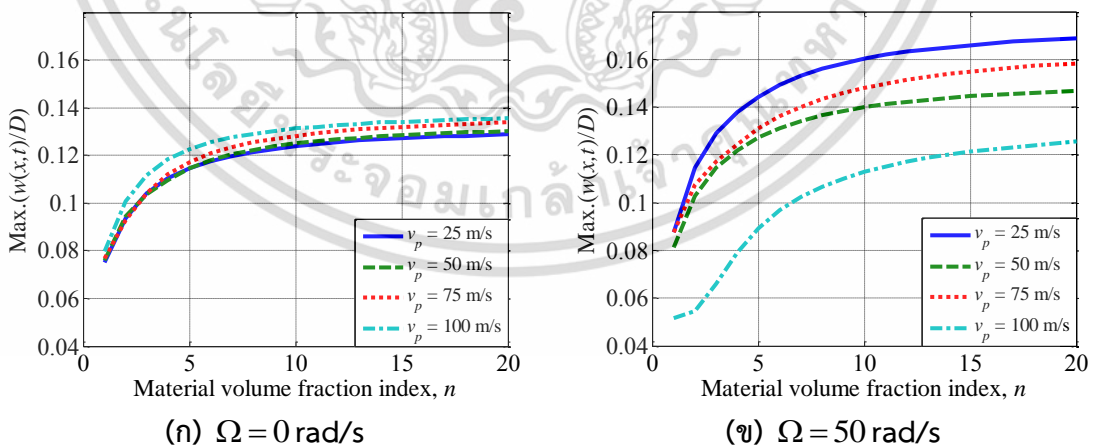 0.16
0.14
0.12
0.1
0.08
0.06
0.04
0 5 10 15 20
Max.(w(x,t)/D)
Material volume fraction index, n
v_p = 25 m/s
v_p = 50 m/s
v_p = 75 m/s
v_p = 100 m/s
(ก) Ω = 0 rad/s
0.16
0.14
0.12
0.1
0.08
0.06
0.04
0 5 10 15 20
Max.(w(x,t)/D)
Material volume fraction index, n
v_p = 25 m/s
v_p = 50 m/s
v_p = 75 m/s
v_p = 100 m/s
(ข) Ω = 50 rad/s